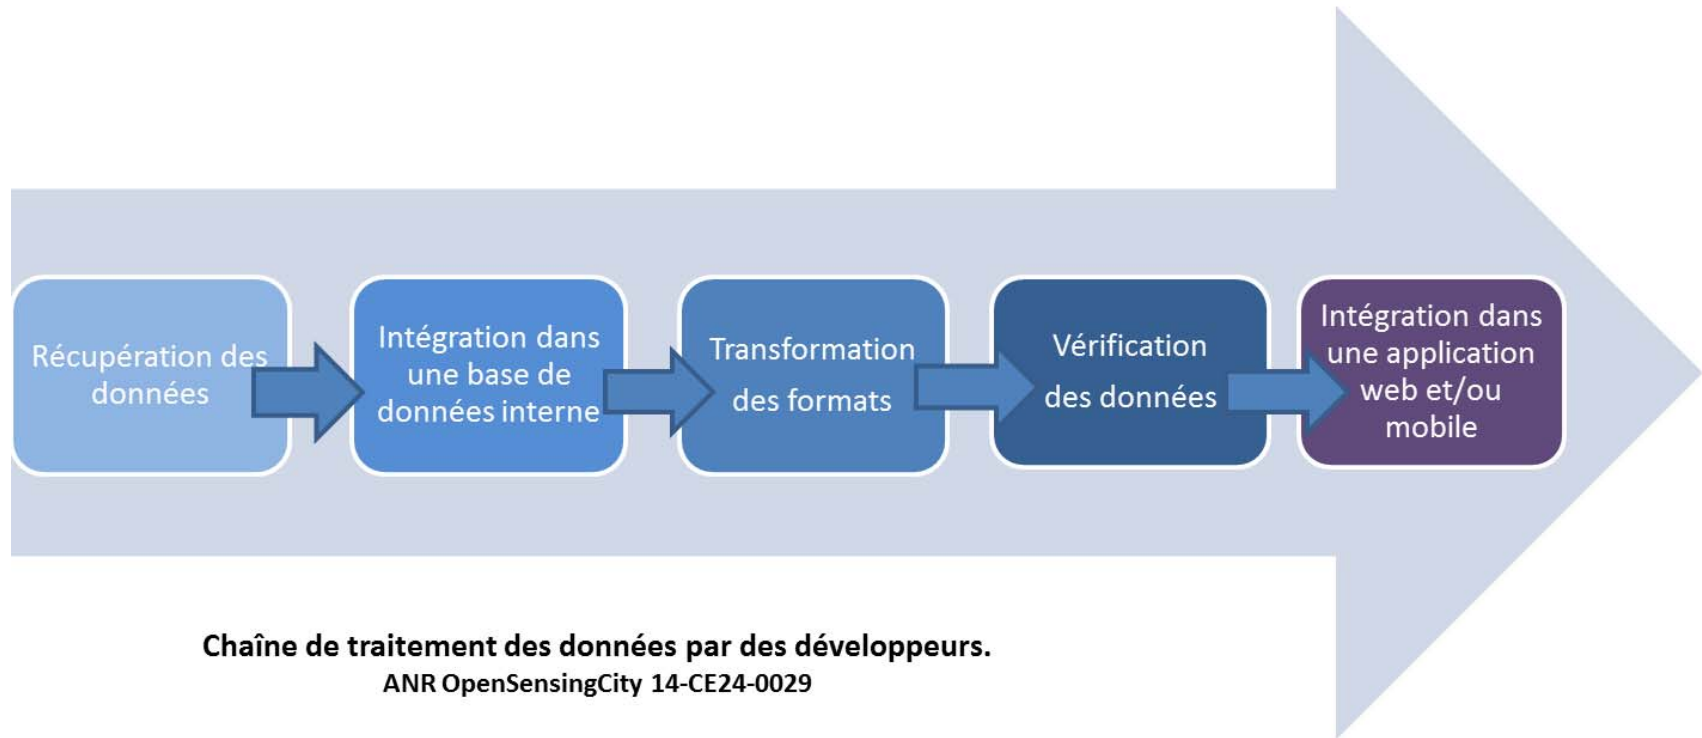 Récupération des
données
Intégration dans
une base de
données interne
Transformation
des formats
Vérification
des données
Intégration dans
une application
web et/ou
mobile
Chaîne de traitement des données par des développeurs.
ANR OpenSensingCity 14-CE24-0029